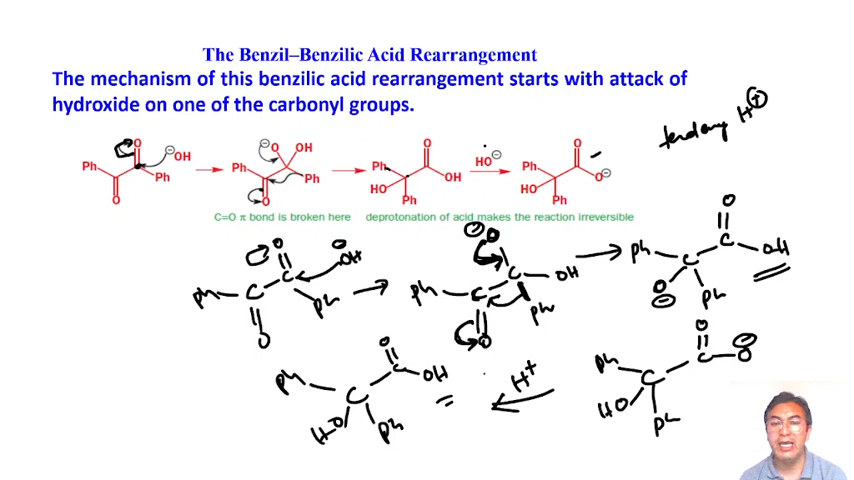 The Benzil–Benzilic Acid Rearrangement
The mechanism of this benzilic acid rearrangement starts with attack of
hydroxide on one of the carbonyl groups.
tendency H⊕
O ⊖OH Ph Ph O
⊖O OH Ph Ph O
Ph O HO OH Ph
HO⊖
Ph O HO O⊖ Ph
C=O π bond is broken here
deprotonation of acid makes the reaction irreversible
O ⊖OH C C Ph Ph O
⊖O C OH Ph C Ph O
O Ph C C OH O⊖ Ph
O Ph C C O⊖ HO Ph
H+
O Ph C C OH HO Ph